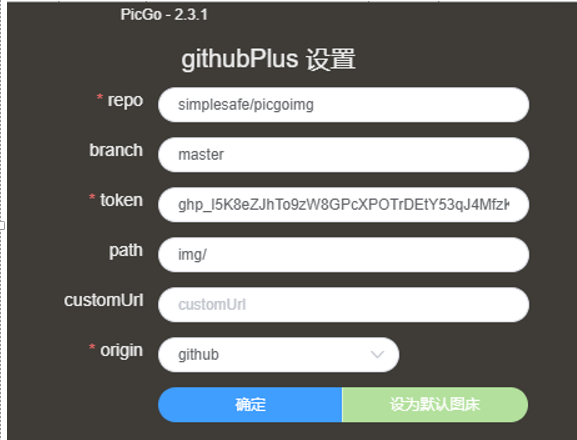 PicGo - 2.3.1
githubPlus 设置
* repo simplesafe/picgoimg
branch master
* token
path img/
customUrl customUrl
* origin github
确定 设为默认图床